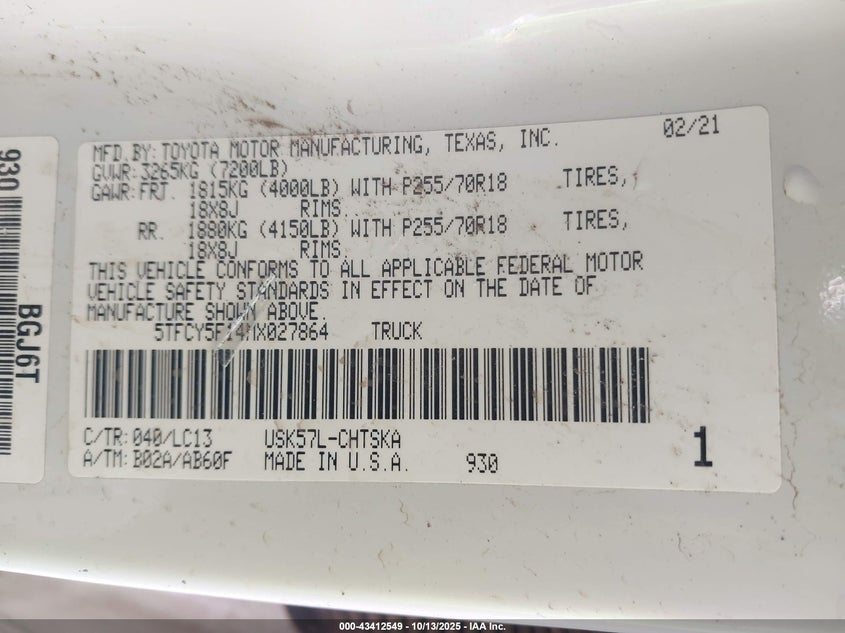 MFD.BY: TOYOTA MOTOR MANUFACTURING, TEXAS, INC. 02/21
GVWR: 3265KG (7200LB)
GAWR: FRT. 1815KG (4000LB) WITH P255/70R18 TIRES,
18X8J RIMS.
RR. 1880KG (4150LB) WITH P255/70R18 TIRES,
18X8J RIMS.
THIS VEHICLE CONFORMS TO ALL APPLICABLE FEDERAL MOTOR
VEHICLE SAFETY STANDARDS IN EFFECT ON THE DATE OF
MANUFACTURE SHOWN ABOVE.
5TFCY5F14MX027864 TRUCK
C/TR: 040/LC13 USK57L-CHTSKA
A/TM: B02A/AB60F MADE IN U.S.A. 930 1
930
BGJ6T
000-43412549 | 10/13/2025 - IAA Inc.